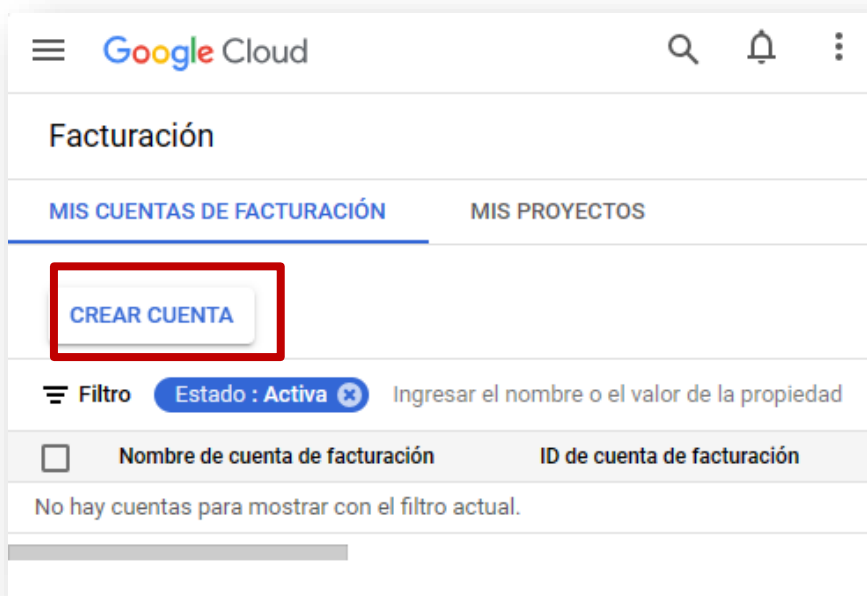 Google Cloud
Facturación
MIS CUENTAS DE FACTURACIÓN MIS PROYECTOS
CREAR CUENTA
Filtro Estado : Activa Ingresar el nombre o el valor de la propiedad
Nombre de cuenta de facturación ID de cuenta de facturación
No hay cuentas para mostrar con el filtro actual.